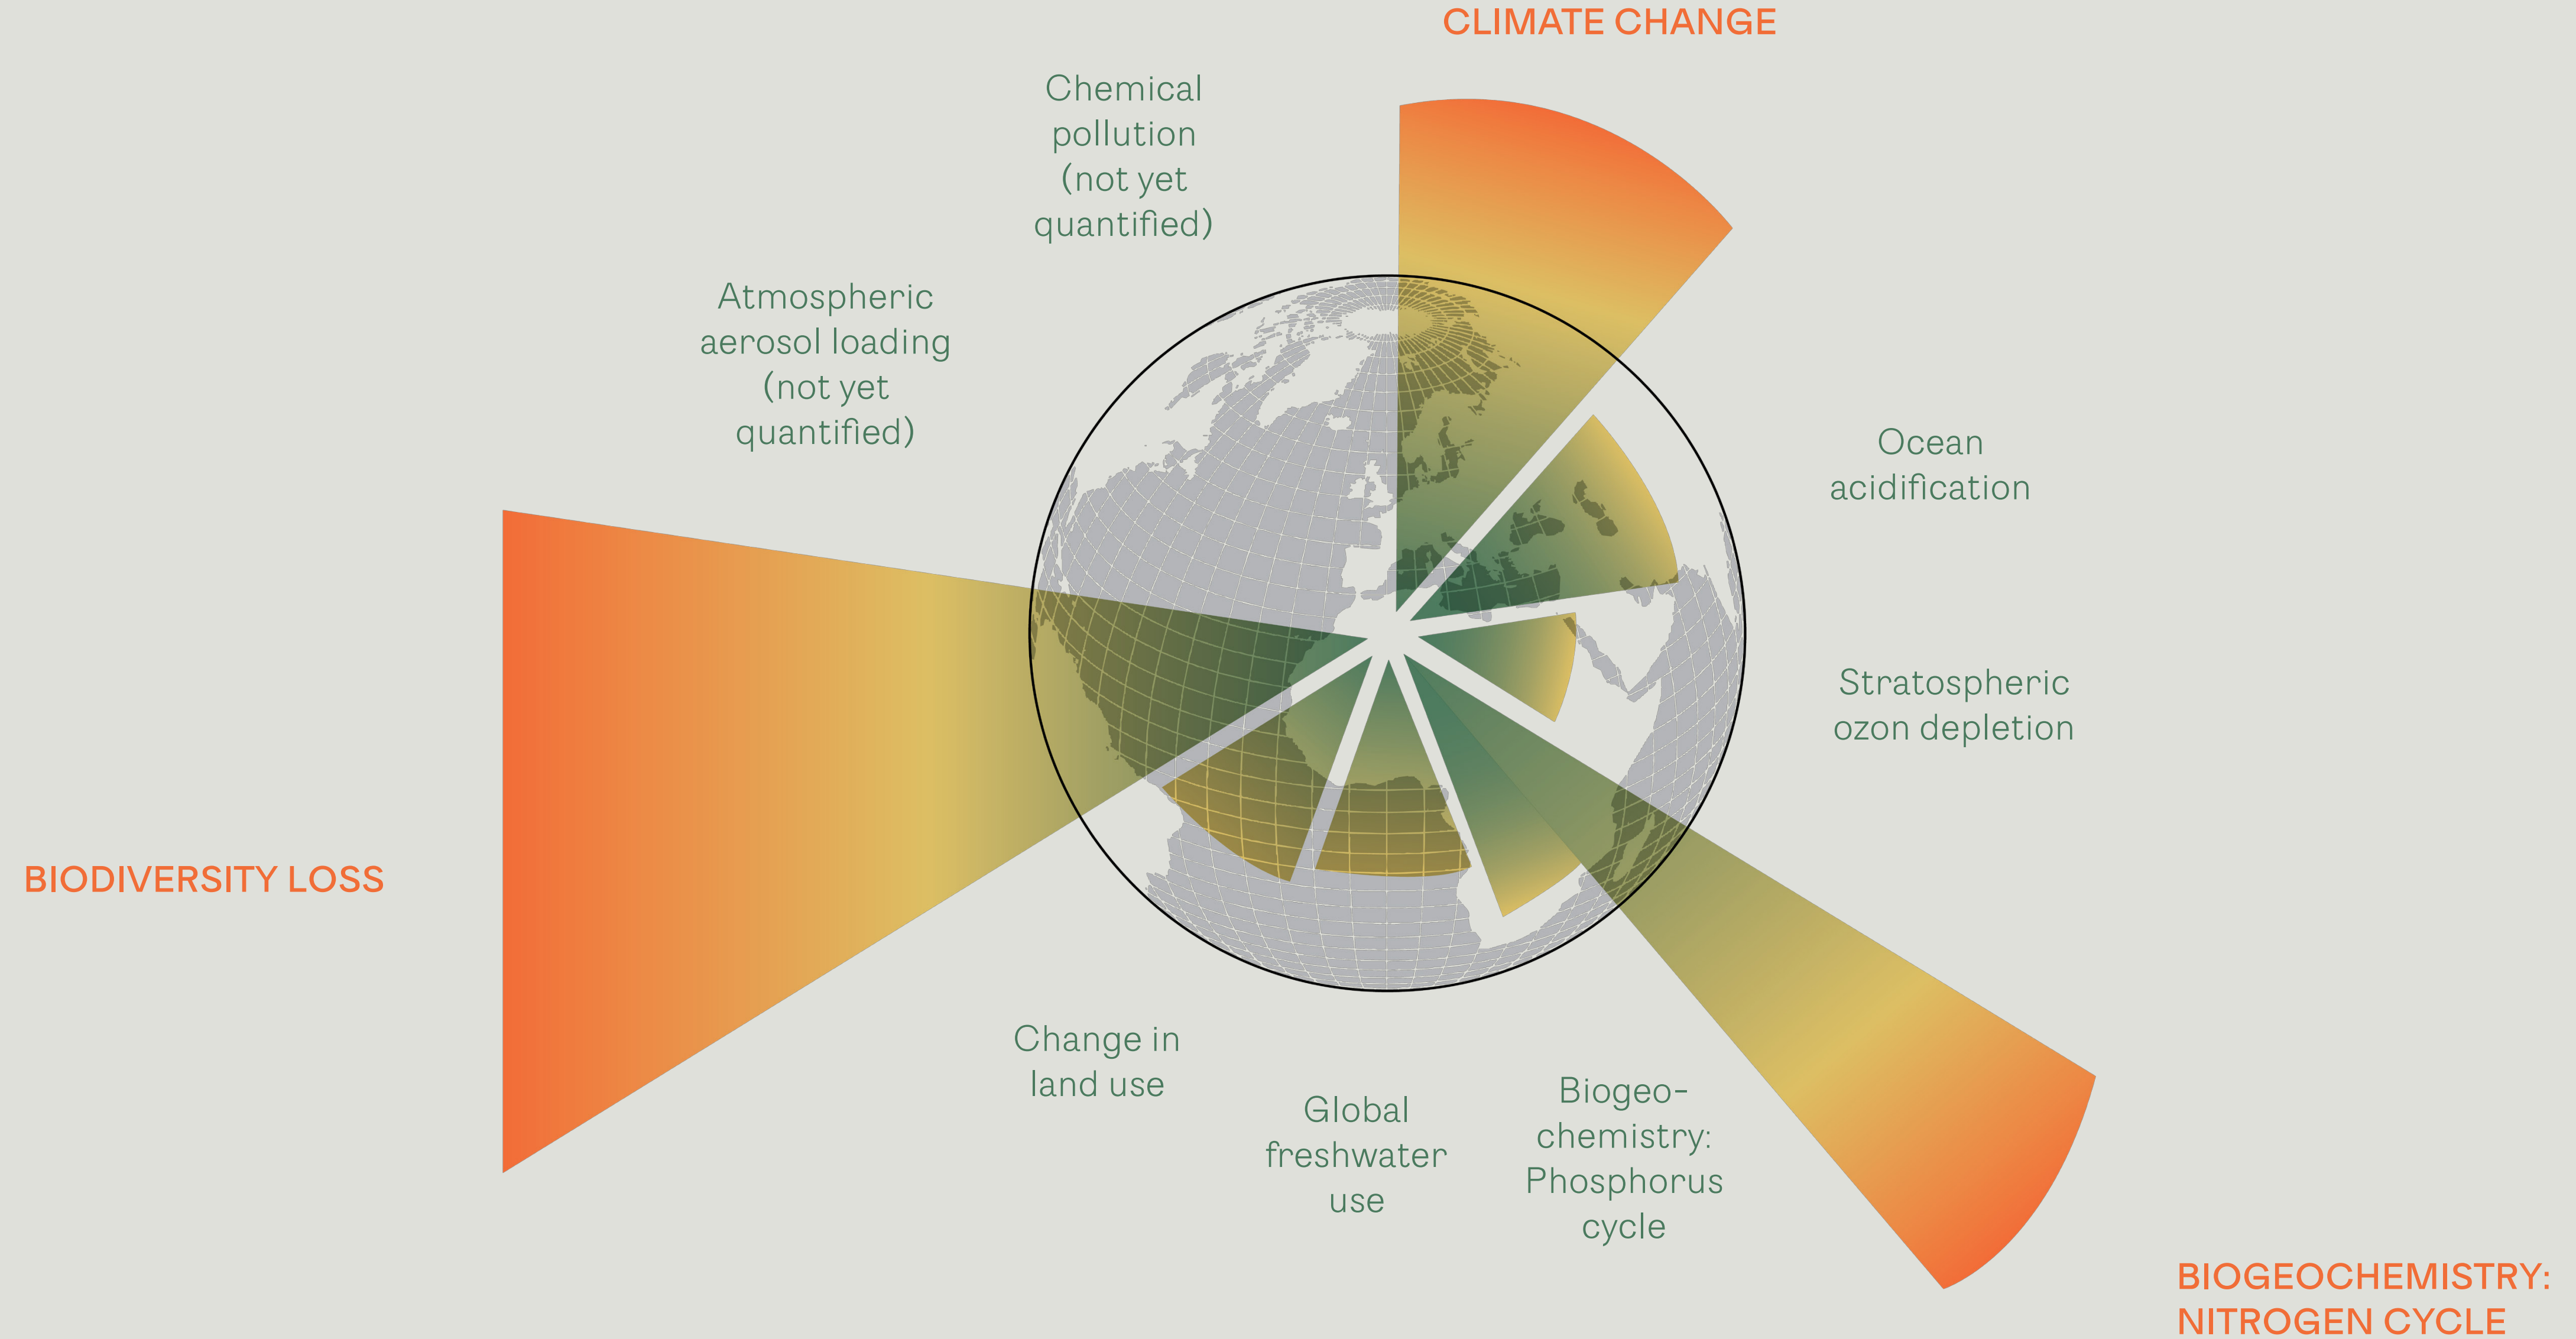 CLIMATE CHANGE
Chemical
pollution
(not yet
quantified)
Atmospheric
aerosol loading
(not yet
quantified)
Ocean
acidification
Stratospheric
ozon depletion
BIODIVERSITY LOSS
Change in
land use
Global
freshwater
use
Biogeo-
chemistry:
Phosphorus
cycle
BIOGEOCHEMISTRY:
NITROGEN CYCLE